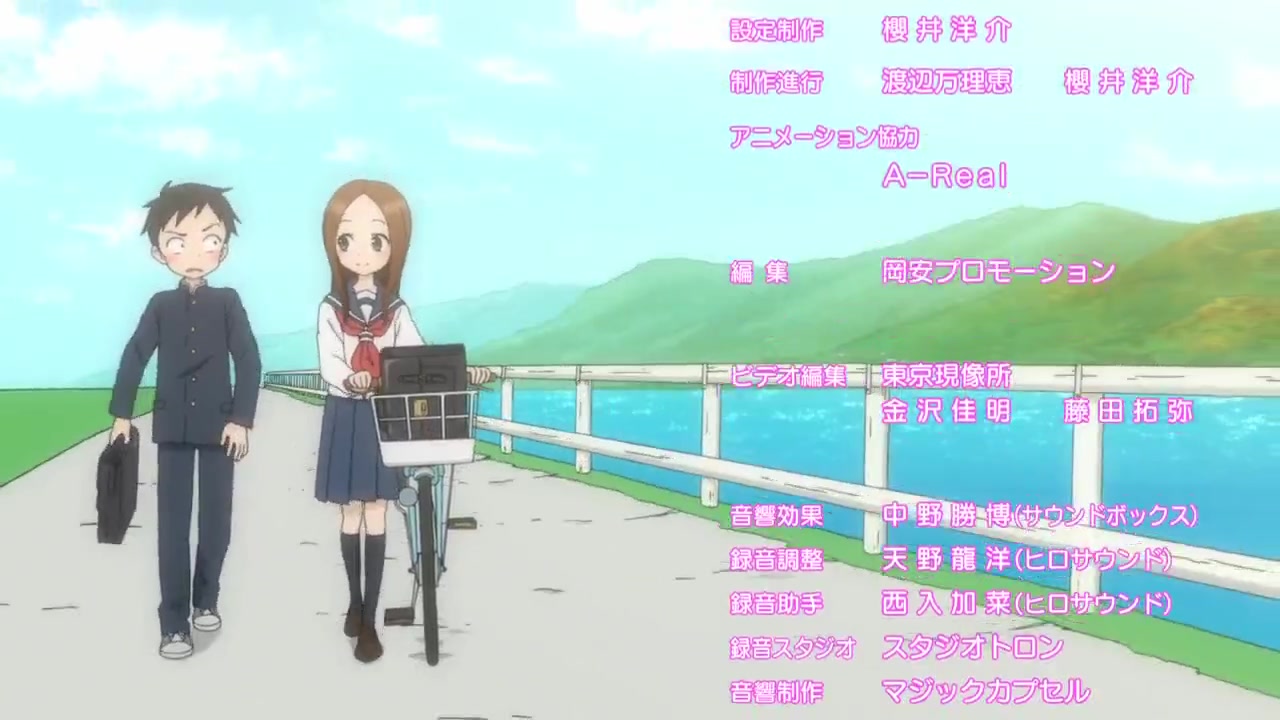 設定制作 櫻井洋介
制作進行 渡辺万理恵 櫻井洋介
アニメーション協力
A-Real
編集 岡安プロモーション
ビデオ編集 東京現像所
金沢佳明 藤田拓弥
音響効果 中野勝博(サウンドボックス)
録音調整 天野龍洋(ヒロサウンド)
録音助手 西入加菜(ヒロサウンド)
録音スタジオ スタジオトロン
音響制作 マジックカプセル